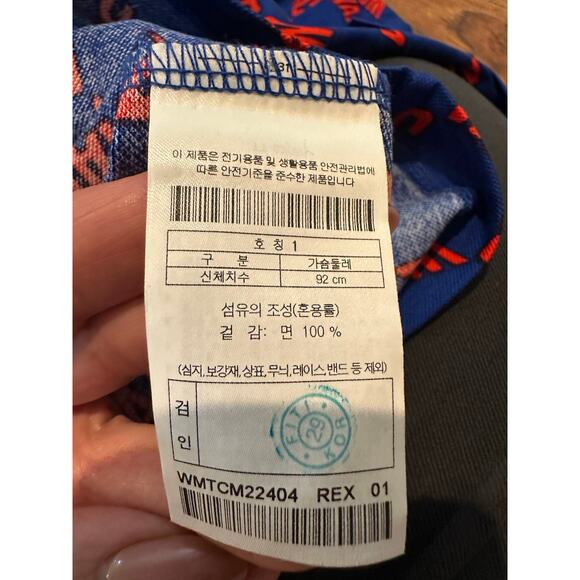 이 제품은 전기용품 및 생활용품 안전관리법에
따른 안전기준을 준수한 제품입니다
호 칭 1
구 분 가슴둘레
신체치수 92 cm
섬유의 조성(혼용률)
겉 감: 면 100 %
(심지,보강재,상표,무늬,레이스,밴드 등 제외)
검
인
FITI
29
KOR
WMTCM22404 REX 01